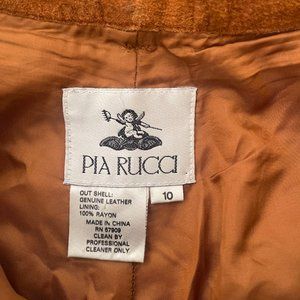 PIA RUCCI
10
OUT SHELL:
GENUINE LEATHER
LINING:
100% RAYON
MADE IN CHINA
RN 67909
CLEAN BY
PROFESSIONAL
CLEANER ONLY